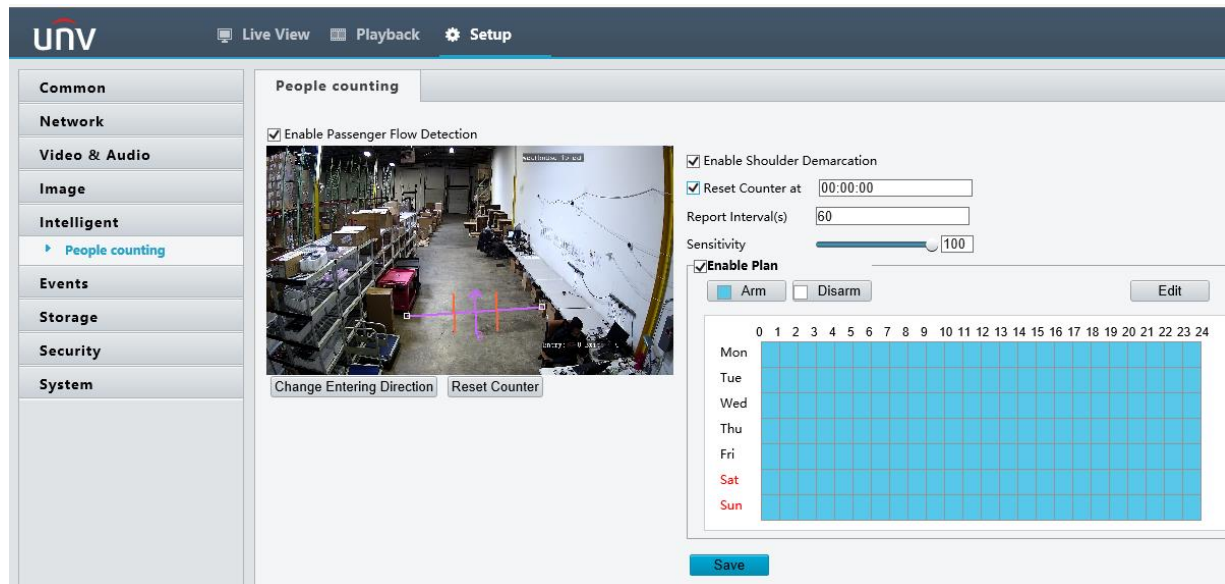 unv
Live View Playback Setup
Common
Network
Video & Audio
Image
Intelligent
People counting
Events
Storage
Security
System
People counting
Enable Passenger Flow Detection
Change Entering Direction Reset Counter
Enable Shoulder Demarcation
Reset Counter at 00:00:00
Report Interval(s) 60
Sensitivity 100
Enable Plan
Arm Disarm Edit
0 1 2 3 4 5 6 7 8 9 10 11 12 13 14 15 16 17 18 19 20 21 22 23 24
Mon
Tue
Wed
Thu
Fri
Sat
Sun
Save